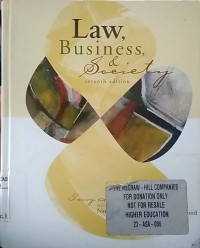 Law,
Business,
&
Society
seventh edition
THE MCGRAW-HILL COMPANIES
FOR DONATION ONLY
NOT FOR RESALE
HIGHER EDUCATION